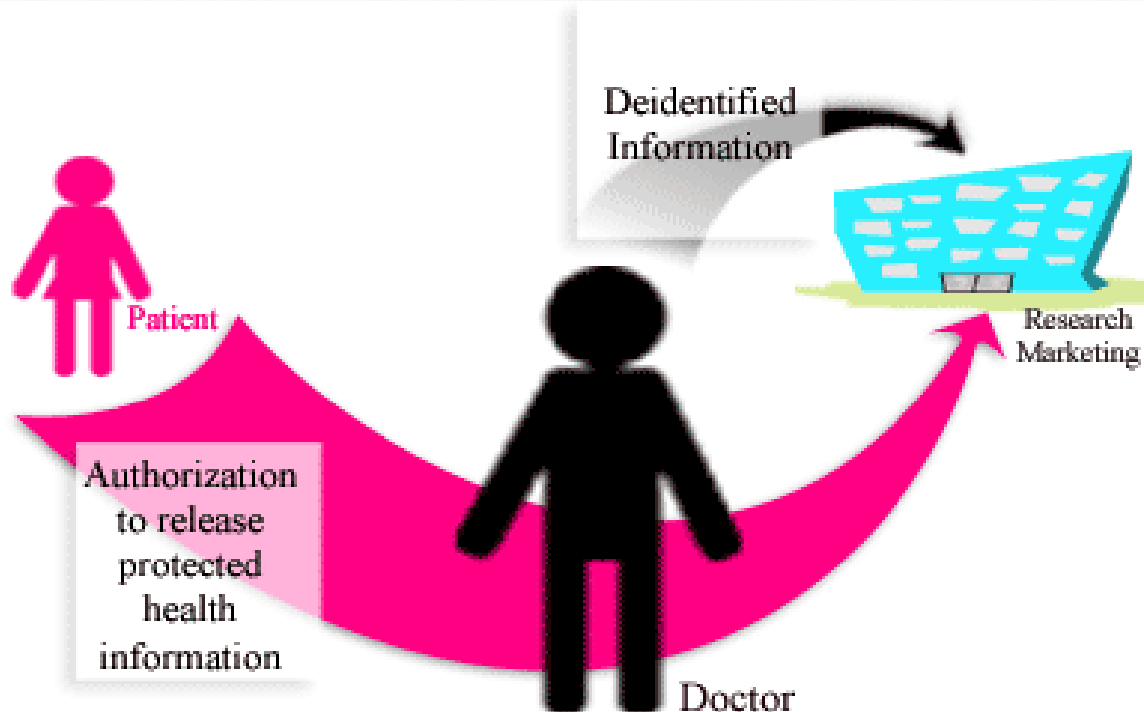 Deidentified
Information
Patient
Research
Marketing
Authorization
to release
protected
health
information
Doctor